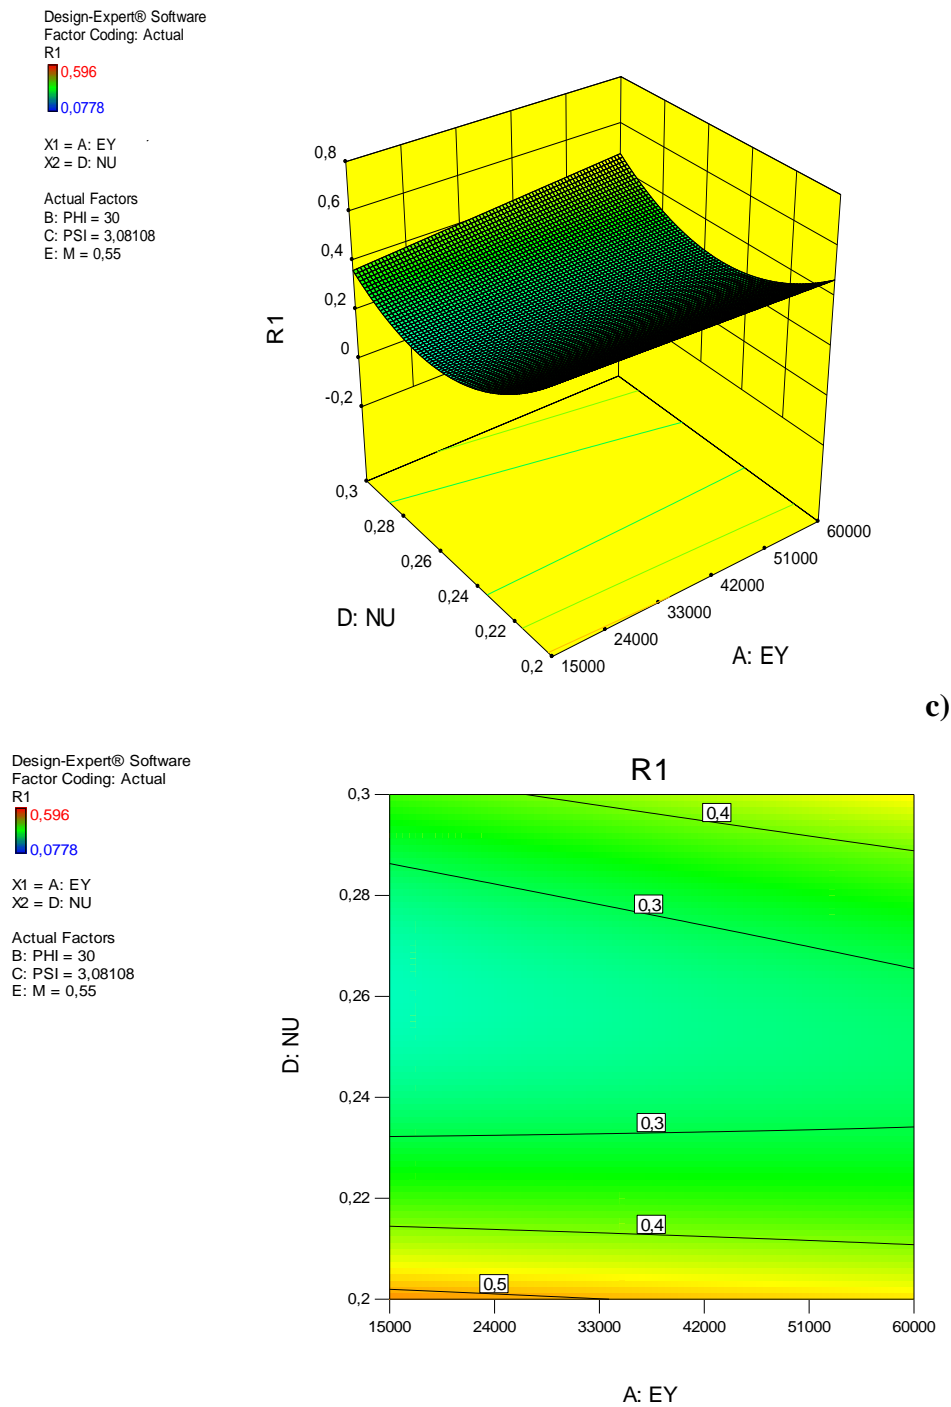 Design-Expert® Software
Factor Coding: Actual
R1
0,596
0,0778
X1 = A: EY
X2 = D: NU
Actual Factors
B: PHI = 30
C: PSI = 3,08108
E: M = 0,55
0,8
0,6
0,4
0,2
0
-0,2
R1
0,3
0,28
0,26
0,24
0,22
0,2
D: NU
15000
24000
33000
42000
51000
60000
A: EY
c)
Design-Expert® Software
Factor Coding: Actual
R1
0,596
0,0778
X1 = A: EY
X2 = D: NU
Actual Factors
B: PHI = 30
C: PSI = 3,08108
E: M = 0,55
R1
0,3
0,28
0,26
0,24
0,22
0,2
D: NU
0,4
0,3
0,3
0,4
0,5
15000
24000
33000
42000
51000
60000
A: EY